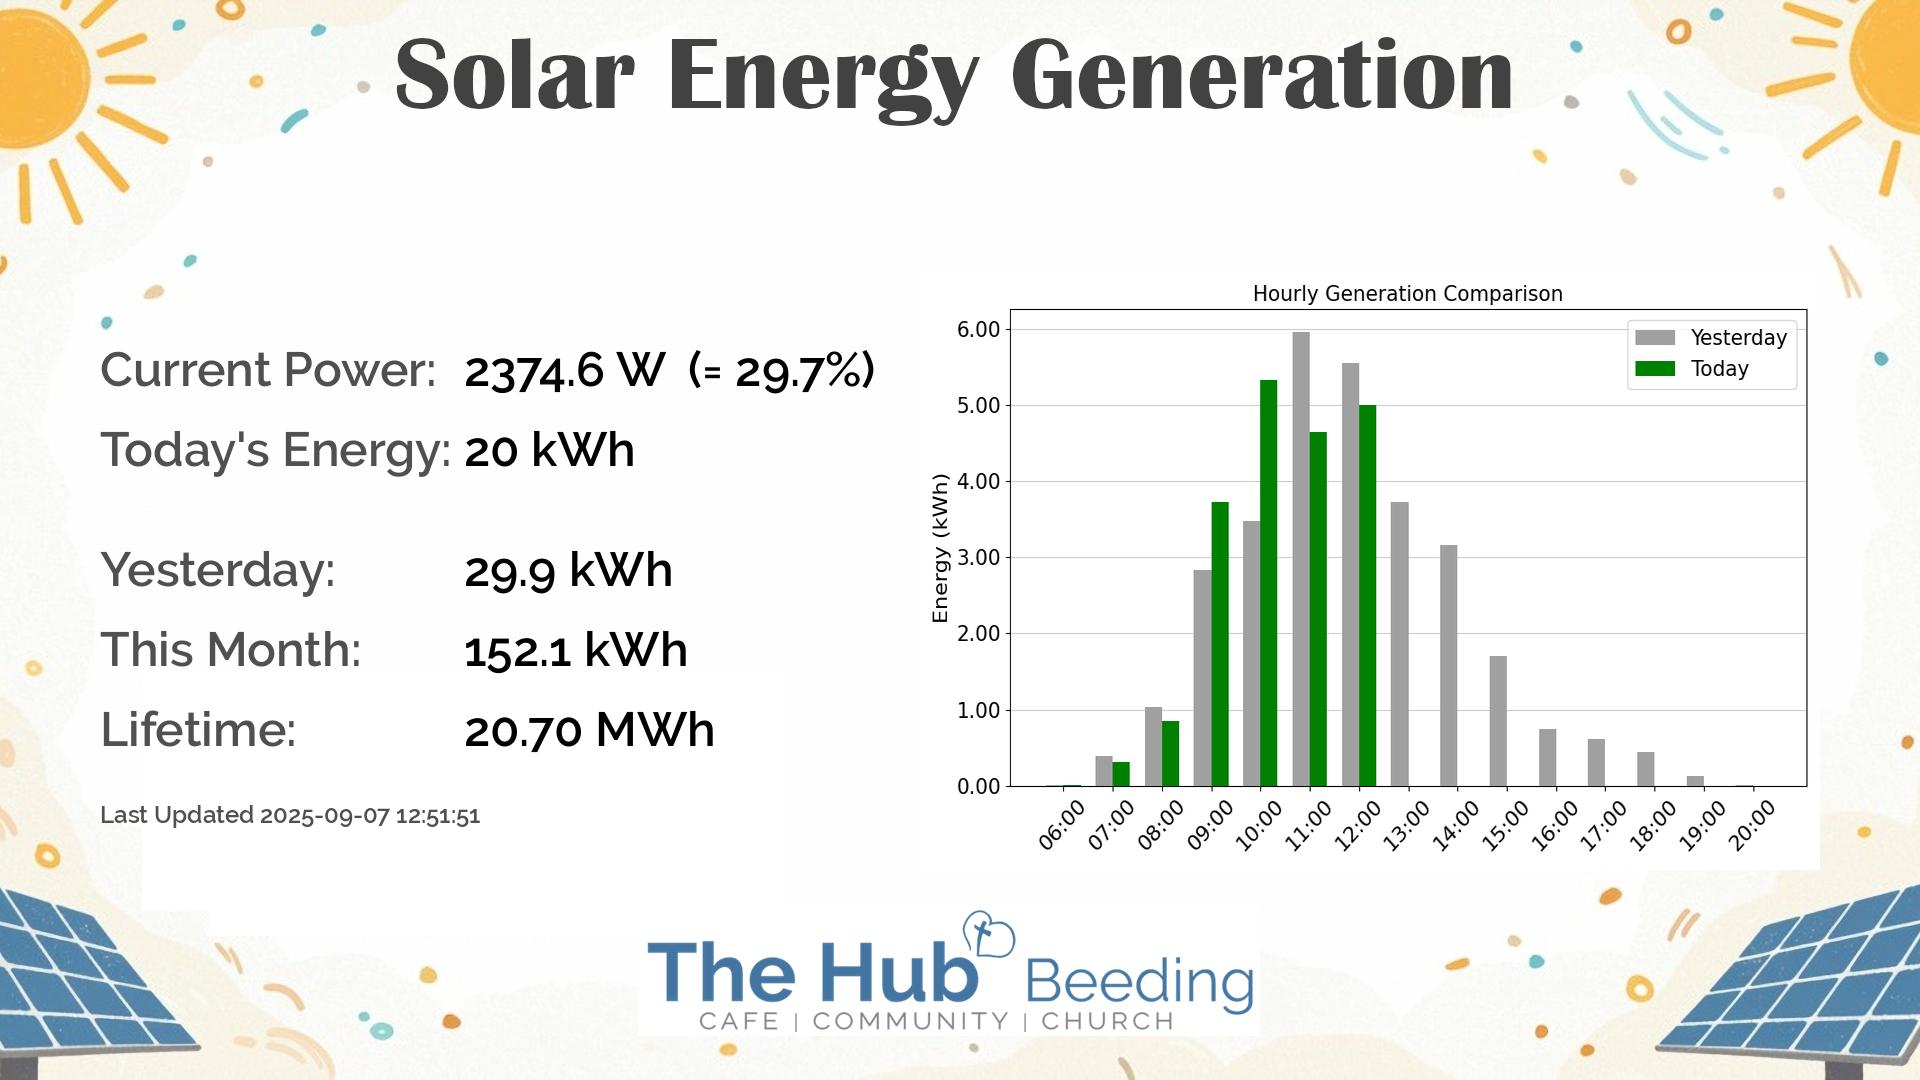 Solar Energy Generation
Current Power: 2374.6 W (= 29.7%)
Today's Energy: 20 kWh
Yesterday: 29.9 kWh
This Month: 152.1 kWh
Lifetime: 20.70 MWh
Last Updated 2025-09-07 12:51:51
Hourly Generation Comparison
Yesterday
Today
Energy (kWh)
6.00
5.00
4.00
3.00
2.00
1.00
0.00
06:00 07:00 08:00 09:00 10:00 11:00 12:00 13:00 14:00 15:00 16:00 17:00 18:00 19:00 20:00
The Hub Beeding
CAFE | COMMUNITY | CHURCH